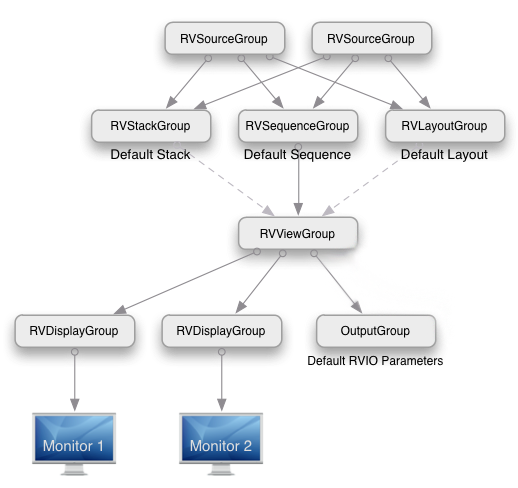 RVSourceGroup
RVSourceGroup
RVStackGroup
RVSequenceGroup
RVLayoutGroup
Default Stack
Default Sequence
Default Layout
RVViewGroup
RVDisplayGroup
RVDisplayGroup
OutputGroup
Default RVIO Parameters
Monitor 1
Monitor 2